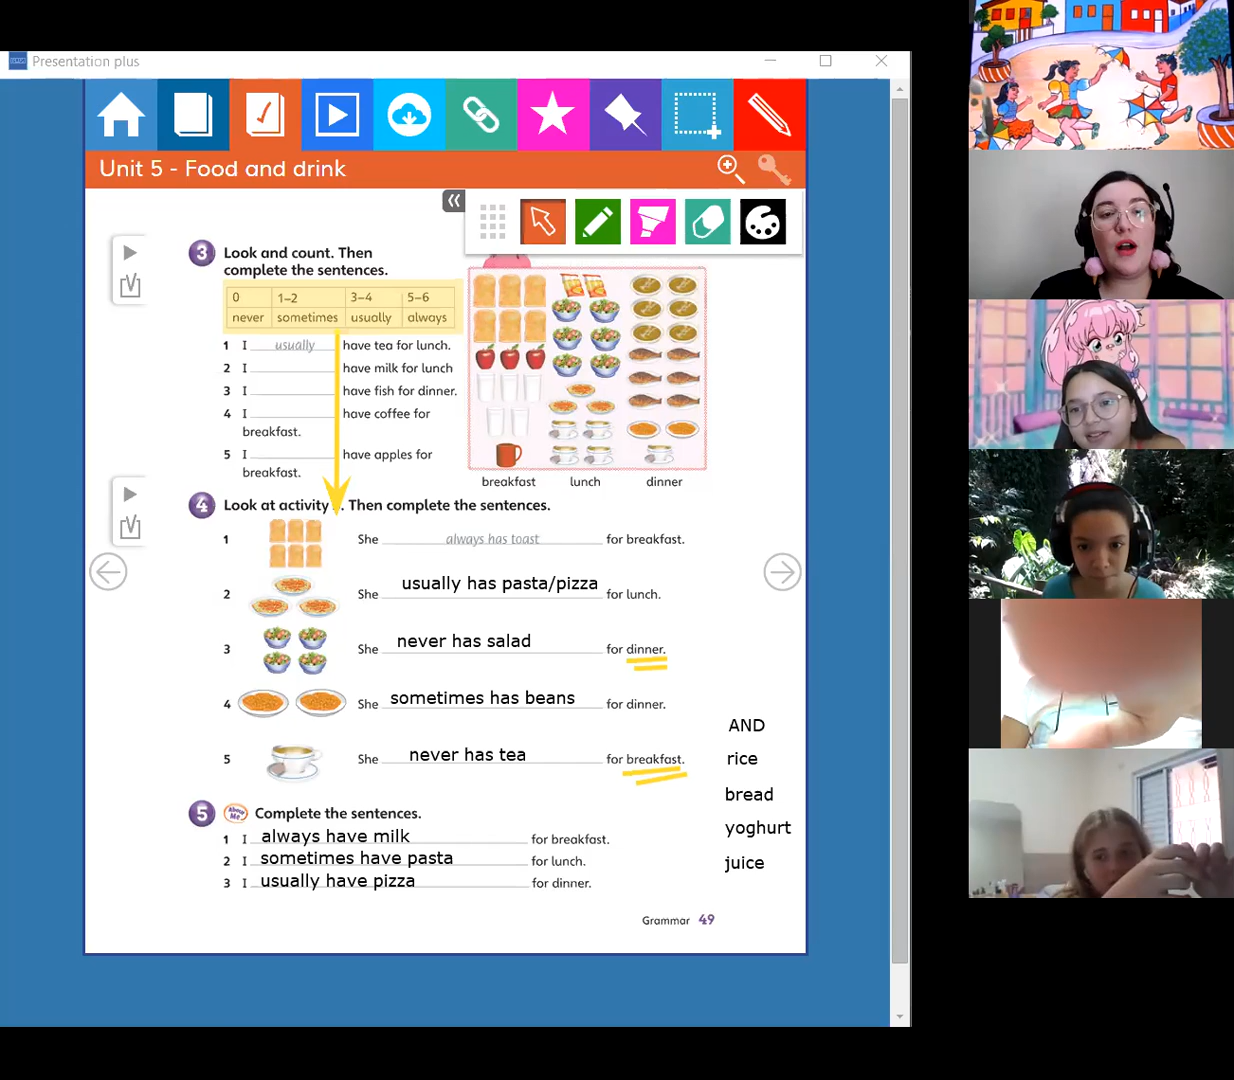 Presentation plus
Unit 5 - Food and drink
3 Look and count. Then
complete the sentences.
0 1–2 3–4 5–6
never sometimes usually always
1 I usually have tea for lunch.
2 I have milk for lunch
3 I have fish for dinner.
4 I have coffee for
breakfast.
5 I have apples for
breakfast.
breakfast lunch dinner
4 Look at activity . Then complete the sentences.
1 She always has toast for breakfast.
2 She usually has pasta/pizza for lunch.
3 She never has salad for dinner.
4 She sometimes has beans for dinner.
5 She never has tea for breakfast.
AND
rice
bread
yoghurt
juice
5 About Me Complete the sentences.
1 I always have milk for breakfast.
2 I sometimes have pasta for lunch.
3 I usually have pizza for dinner.
Grammar 49